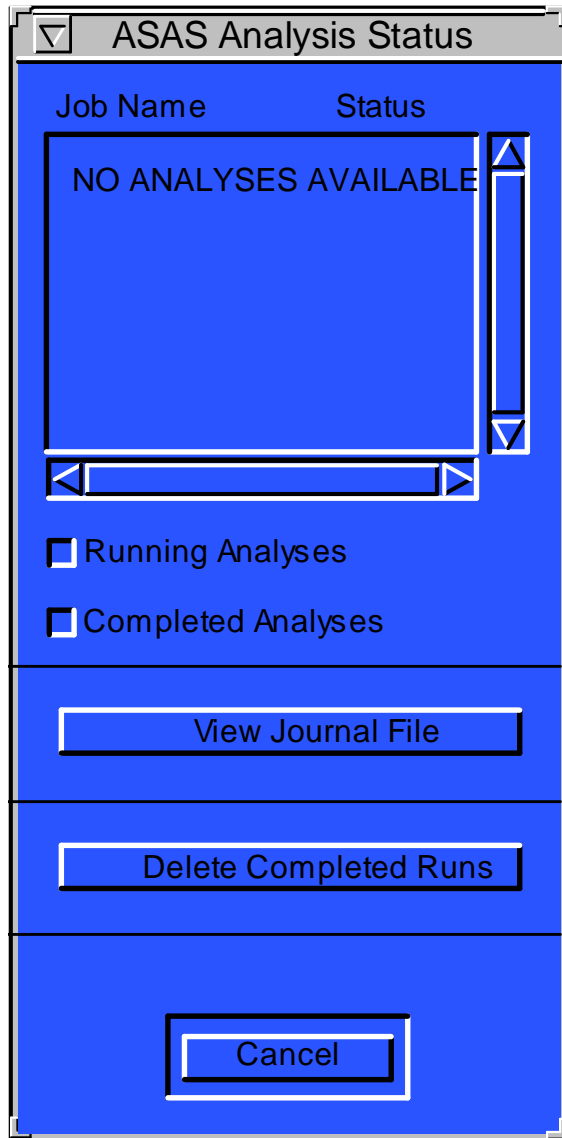 ASAS Analysis Status
Job Name Status
NO ANALYSES AVAILABLE
Running Analyses
Completed Analyses
View Journal File
Delete Completed Runs
Cancel